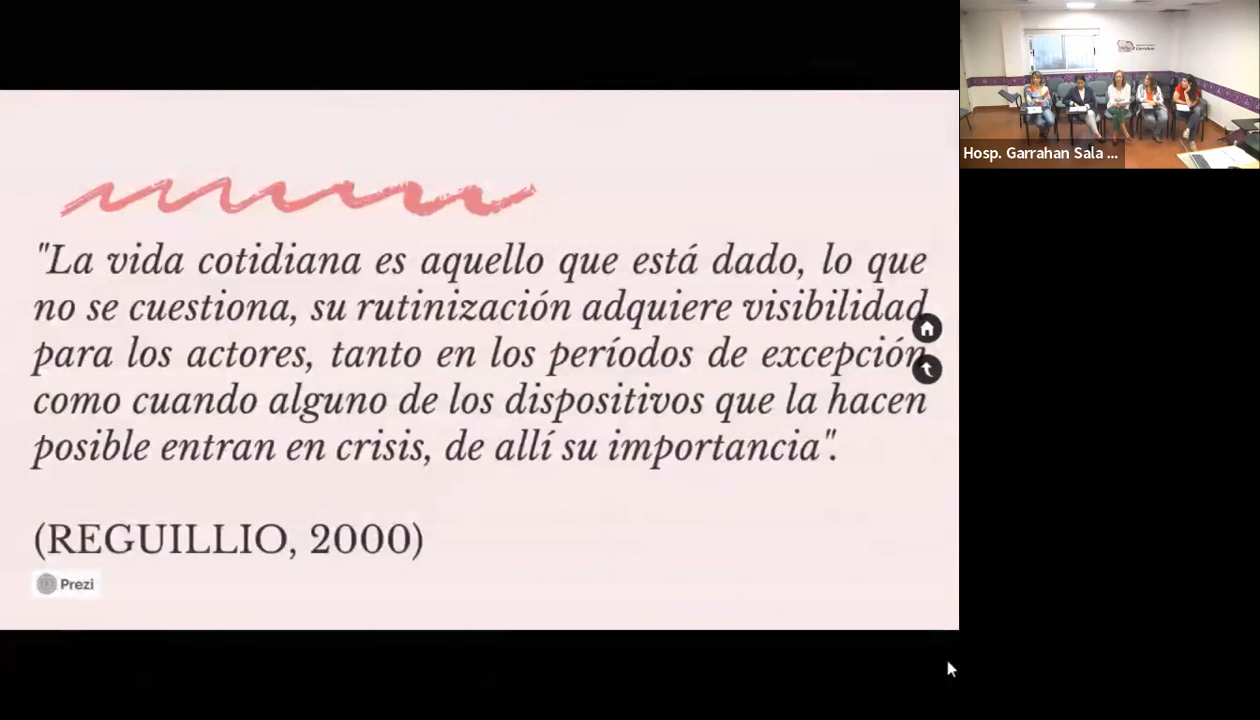 "La vida cotidiana es aquello que está dado, lo que
no se cuestiona, su rutinización adquiere visibilidad
para los actores, tanto en los períodos de excepción
como cuando alguno de los dispositivos que la hacen
posible entran en crisis, de allí su importancia".
(REGUILLIO, 2000)
Prezi
Garrahan
Hosp. Garrahan Sala ...